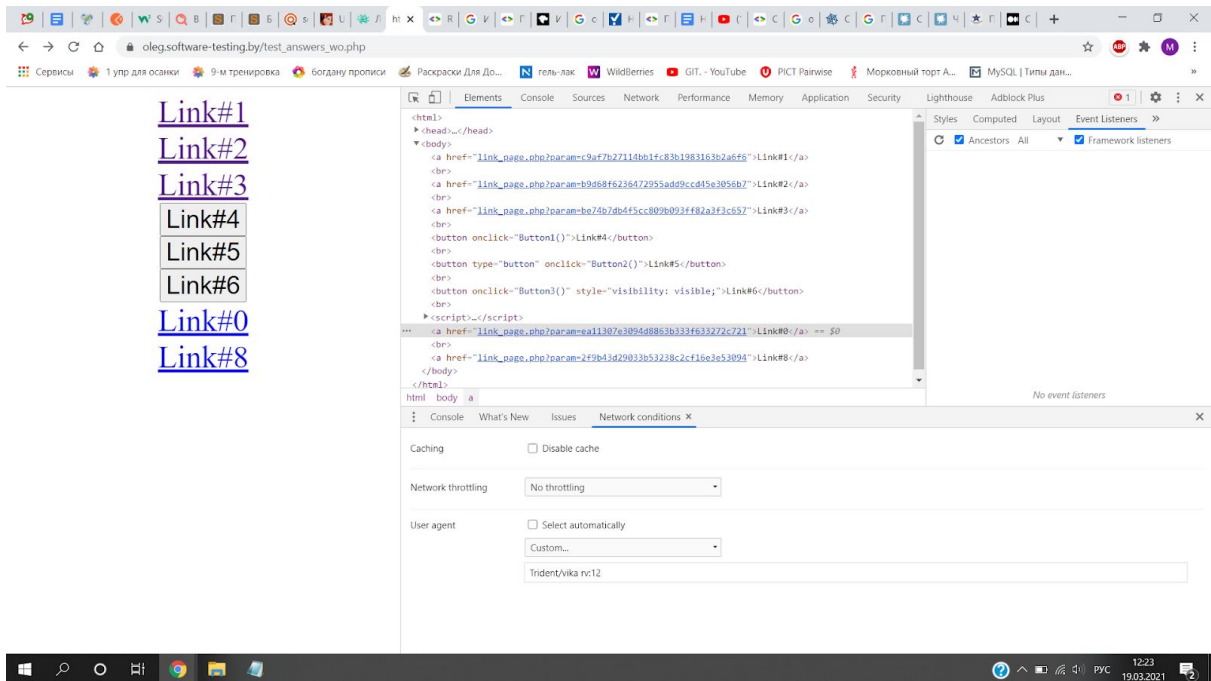 oleg.software-testing.by/test_answers_wo.php
Сервисы 1 упр для осанки 9-м тренировка богдану прописи Раскраски Для До... гель-лак WildBerries GIT. - YouTube PICT Pairwise Морковный торт А... MySQL | Типы дан... »
Link#1
Link#2
Link#3
Link#4
Link#5
Link#6
Link#0
Link#8
Elements Console Sources Network Performance Memory Application Security Lighthouse Adblock Plus 1
<html>
<head>…</head>
<body>
<a href="link_page.php?param=c9af7b27114bb1fc83b1983163b2a6f6">Link#1</a>
<br>
<a href="link_page.php?param=b9d68f6236472955add9ccd45e3056b7">Link#2</a>
<br>
<a href="link_page.php?param=be74b7db4f5cc809b093ff82a3f3c657">Link#3</a>
<br>
<button onclick="Button1()">Link#4</button>
<br>
<button type="button" onclick="Button2()">Link#5</button>
<br>
<button onclick="Button3()" style="visibility: visible;">Link#6</button>
<br>
<script>…</script>
<a href="link_page.php?param=ea11307e3094d8863b333f633272c721">Link#0</a> == $0
<br>
<a href="link_page.php?param=2f9b43d29033b53238c2cf16e3e53094">Link#8</a>
</body>
</html>
html body a
Styles Computed Layout Event Listeners »
Ancestors All Framework listeners
No event listeners
Console What's New Issues Network conditions
Caching Disable cache
Network throttling No throttling
User agent Select automatically
Custom...
Trident/vika rv:12
РУС 12:23
19.03.2021